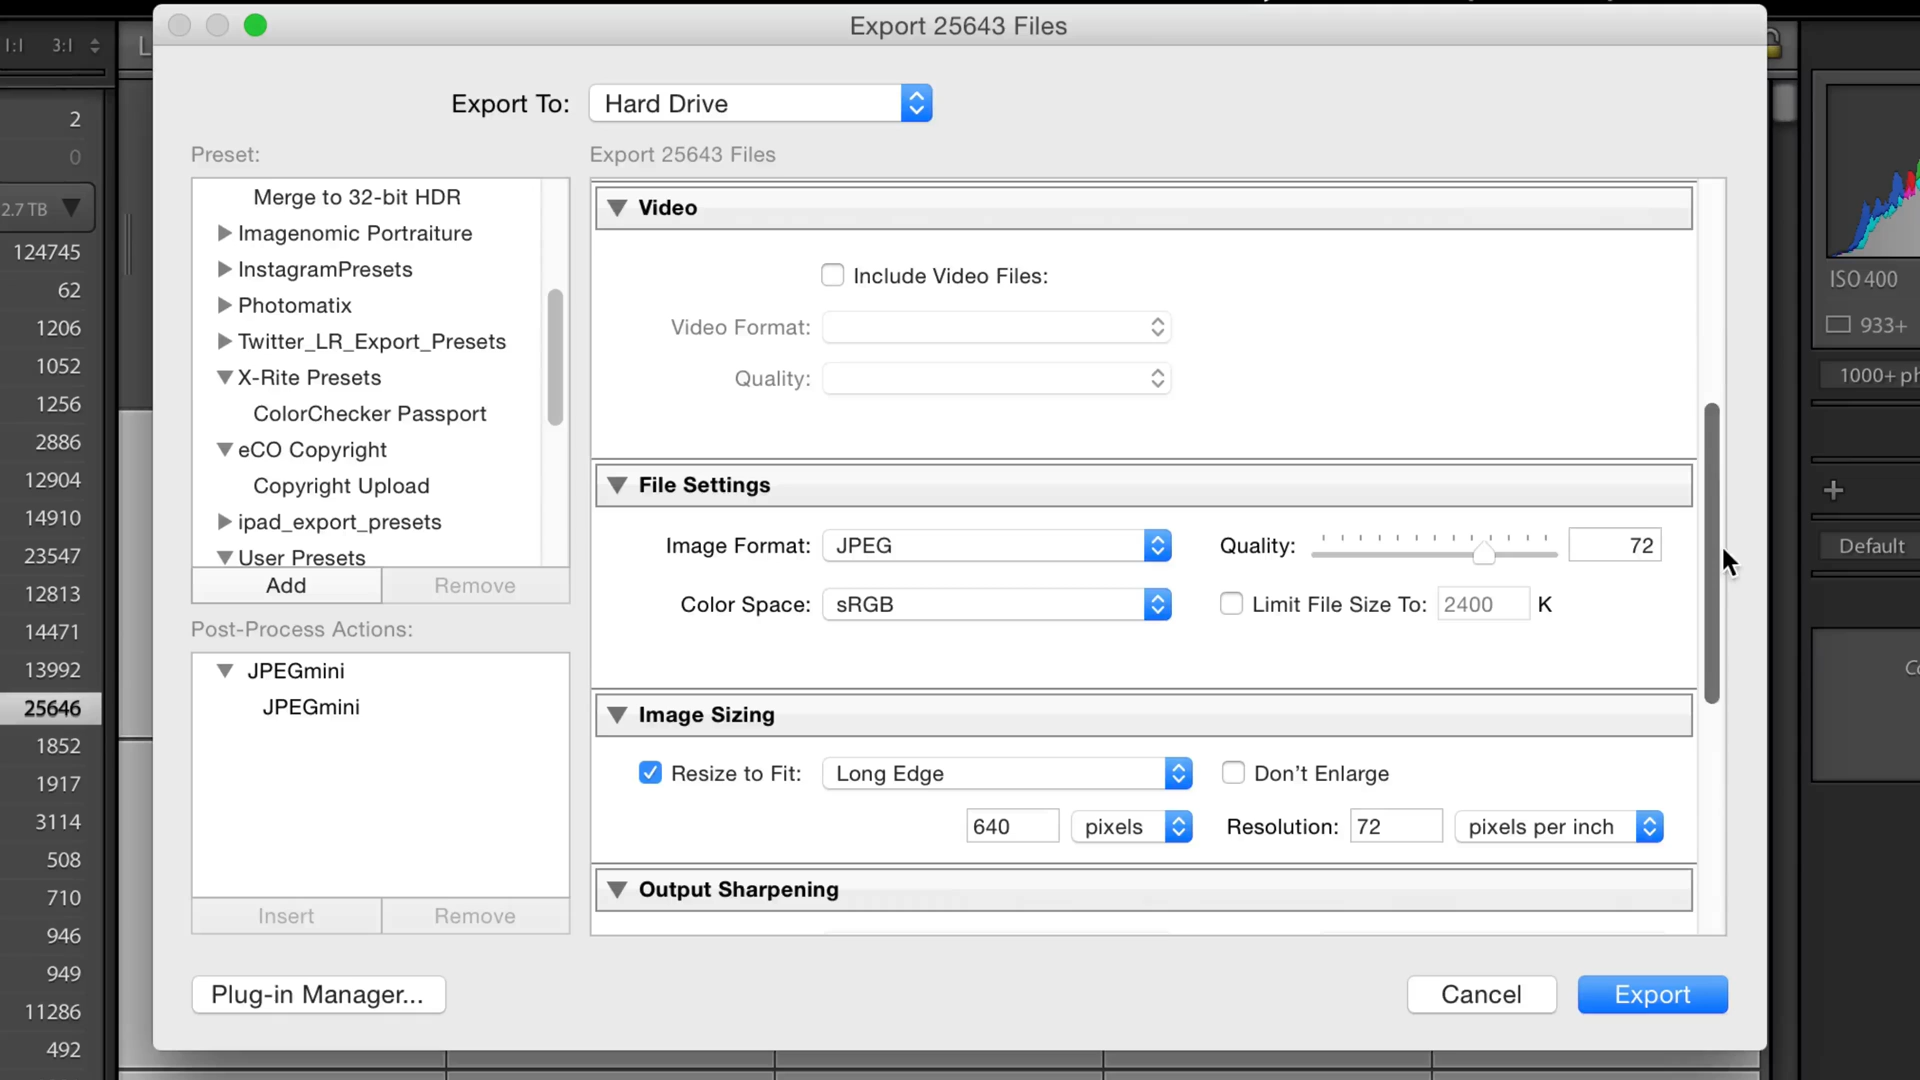 Export 25643 Files
1:1 3:1 L
Export To: Hard Drive
Preset:
Export 25643 Files
Merge to 32-bit HDR
Imagenomic Portraiture
InstagramPresets
Photomatix
Twitter_LR_Export_Presets
X-Rite Presets
ColorChecker Passport
eCO Copyright
Copyright Upload
ipad_export_presets
User Presets
Add Remove
Post-Process Actions:
JPEGmini
JPEGmini
Insert Remove
Video
Include Video Files:
Video Format:
Quality:
File Settings
Image Format: JPEG Quality: 72
Color Space: sRGB Limit File Size To: 2400 K
Image Sizing
Resize to Fit: Long Edge Don't Enlarge
640 pixels Resolution: 72 pixels per inch
Output Sharpening
Plug-in Manager... Cancel Export
2
0
2.7 TB
124745
62
1206
1052
1256
2886
12904
14910
23547
12813
14471
13992
25646
1852
1917
3114
508
710
946
949
11286
492
ISO 400
933+
1000+ ph
+
Default
Co